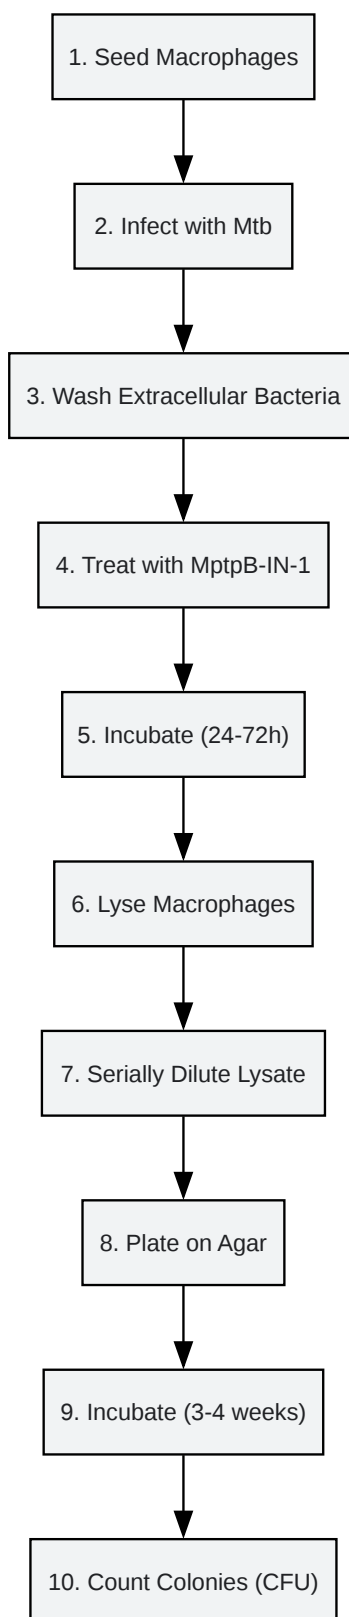 1. Seed Macrophages
2. Infect with Mtb
3. Wash Extracellular Bacteria
4. Treat with MptpB-IN-1
5. Incubate (24-72h)
6. Lyse Macrophages
7. Serially Dilute Lysate
8. Plate on Agar
9. Incubate (3-4 weeks)
10. Count Colonies (CFU)